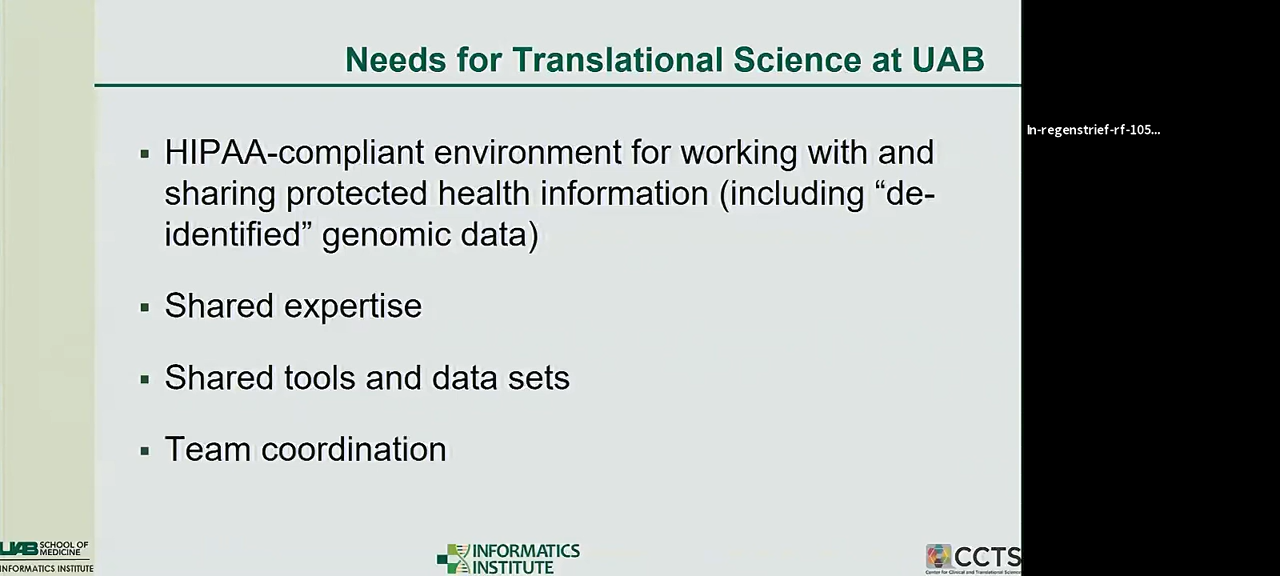 Needs for Translational Science at UAB
▪ HIPAA-compliant environment for working with and
sharing protected health information (including “de-
identified” genomic data)
▪ Shared expertise
▪ Shared tools and data sets
▪ Team coordination
In-regenstrief-rf-105...
UAB SCHOOL OF
MEDICINE
INFORMATICS INSTITUTE
INFORMATICS
INSTITUTE
CCTS
Center for Clinical and Translational Science